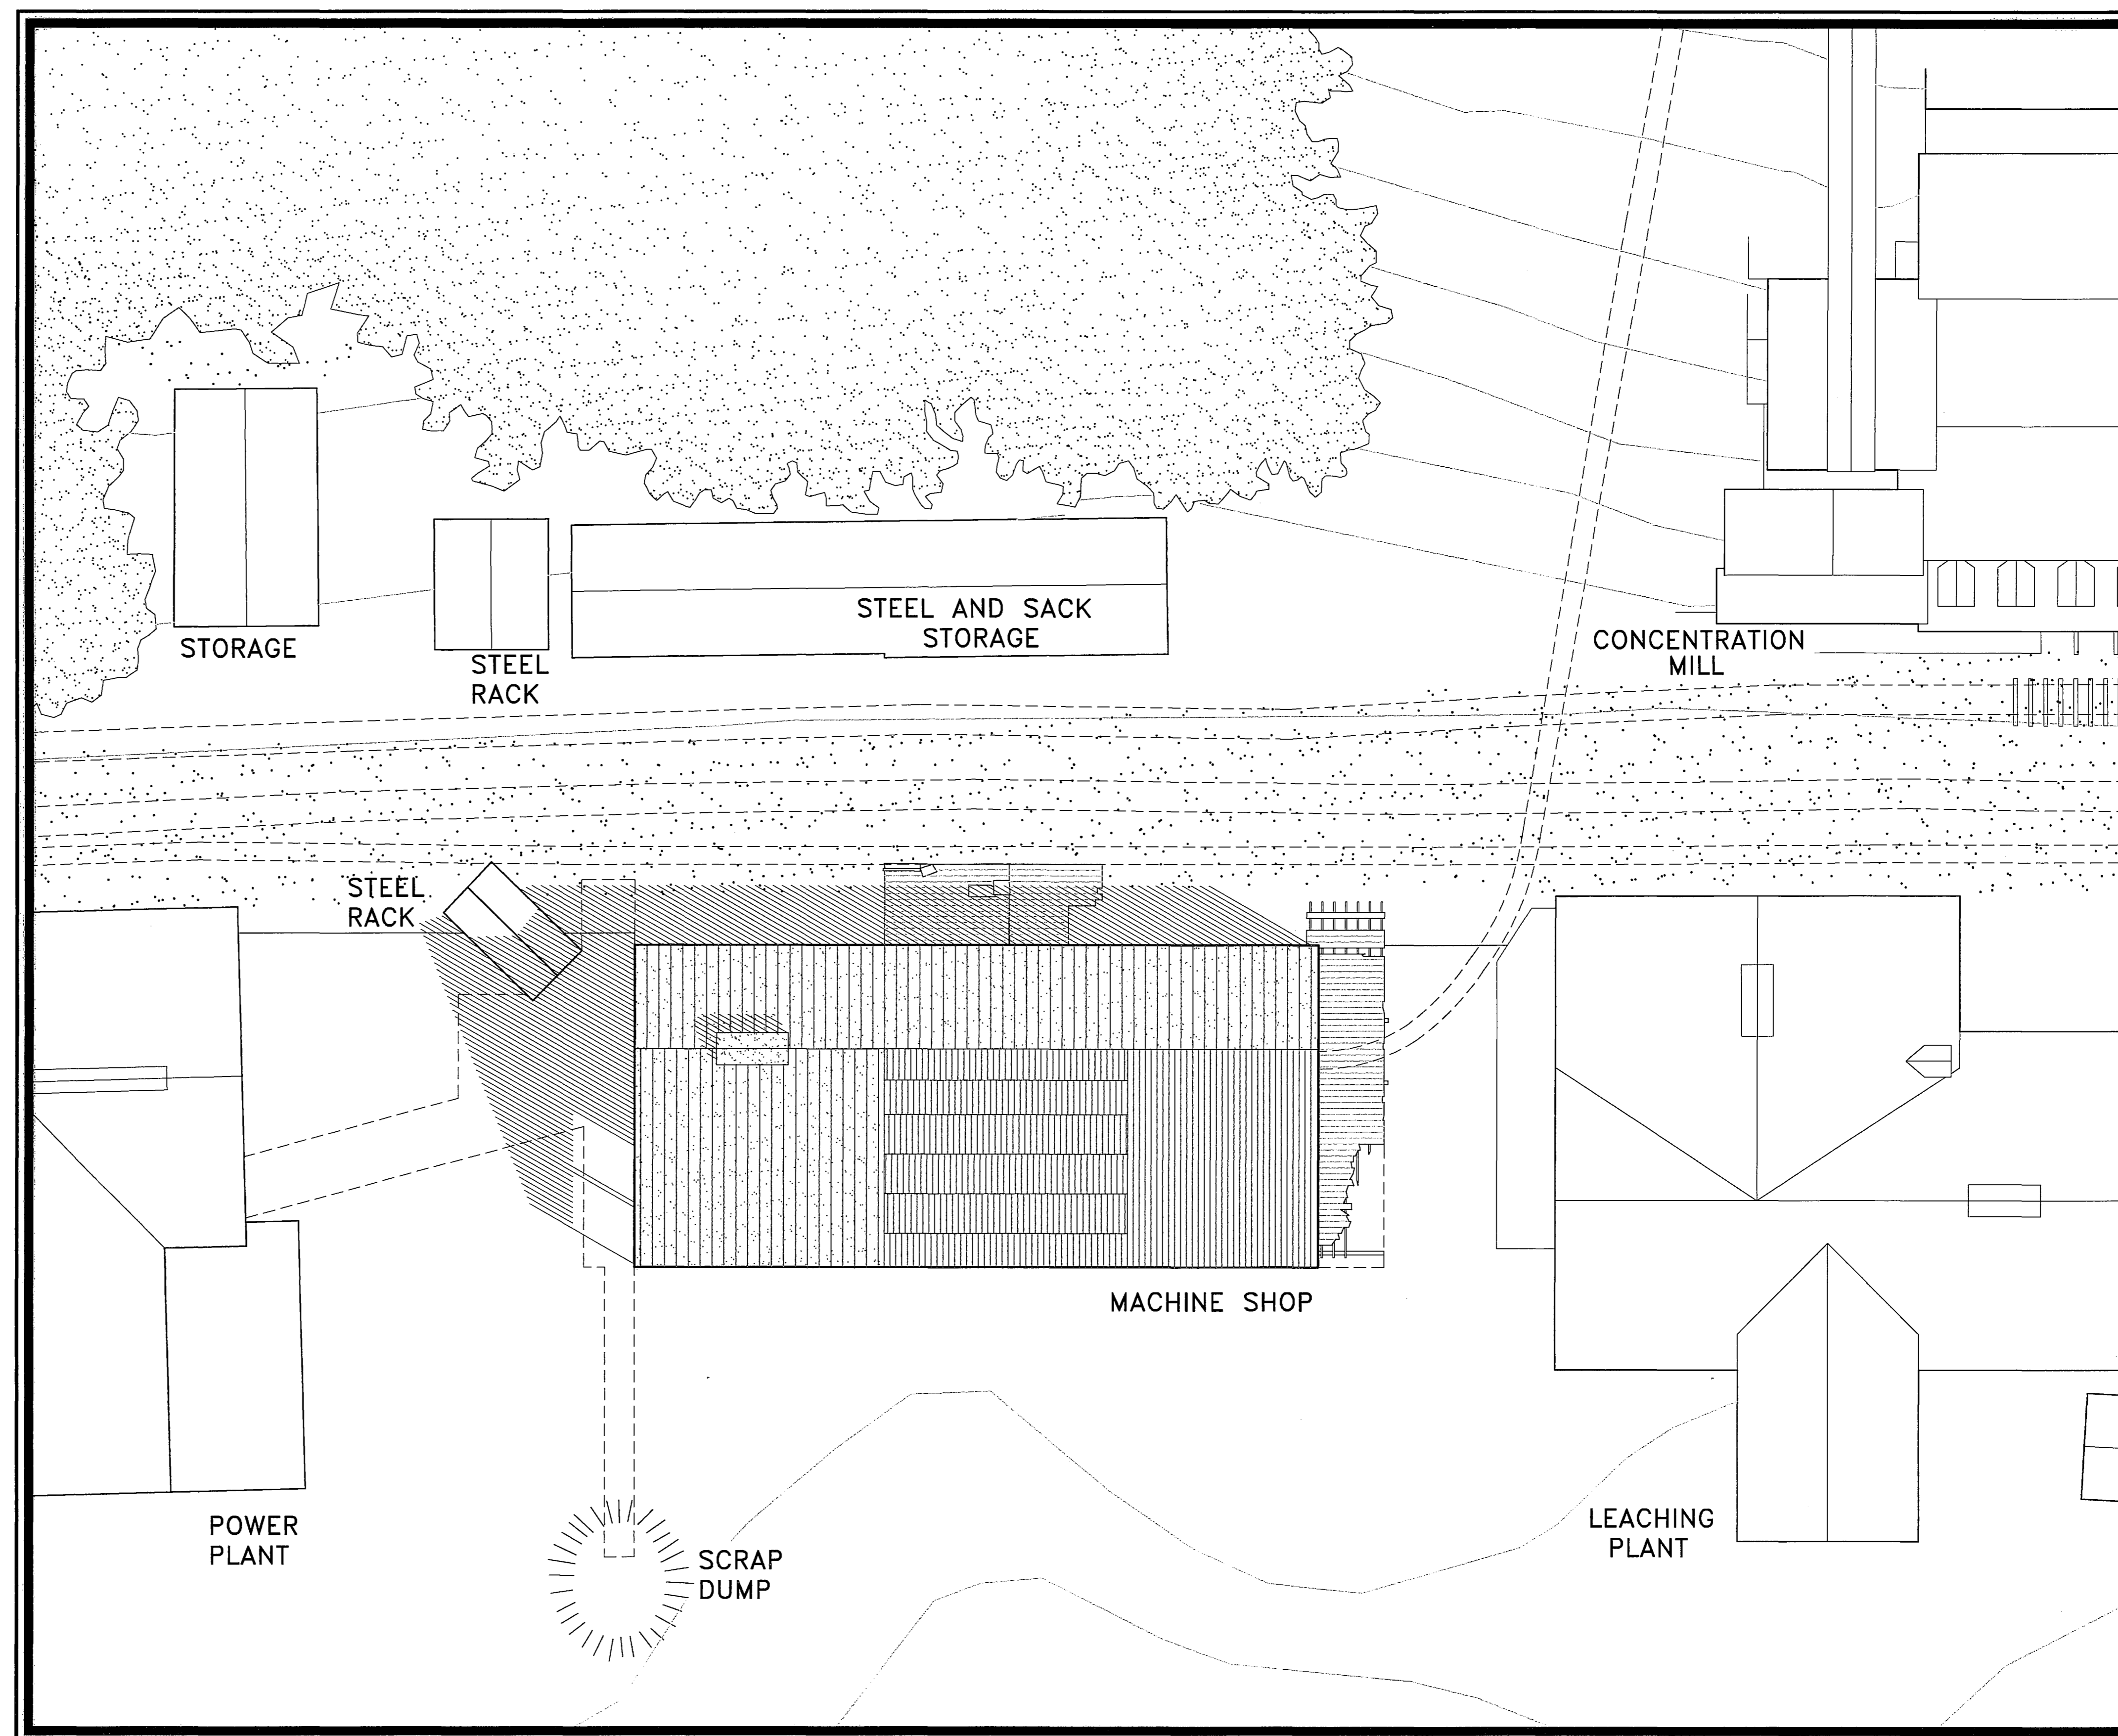 STORAGE
STEEL
RACK
STEEL AND SACK
STORAGE
CONCENTRATION
MILL
STEEL
RACK
MACHINE SHOP
POWER
PLANT
SCRAP
DUMP
LEACHING
PLANT